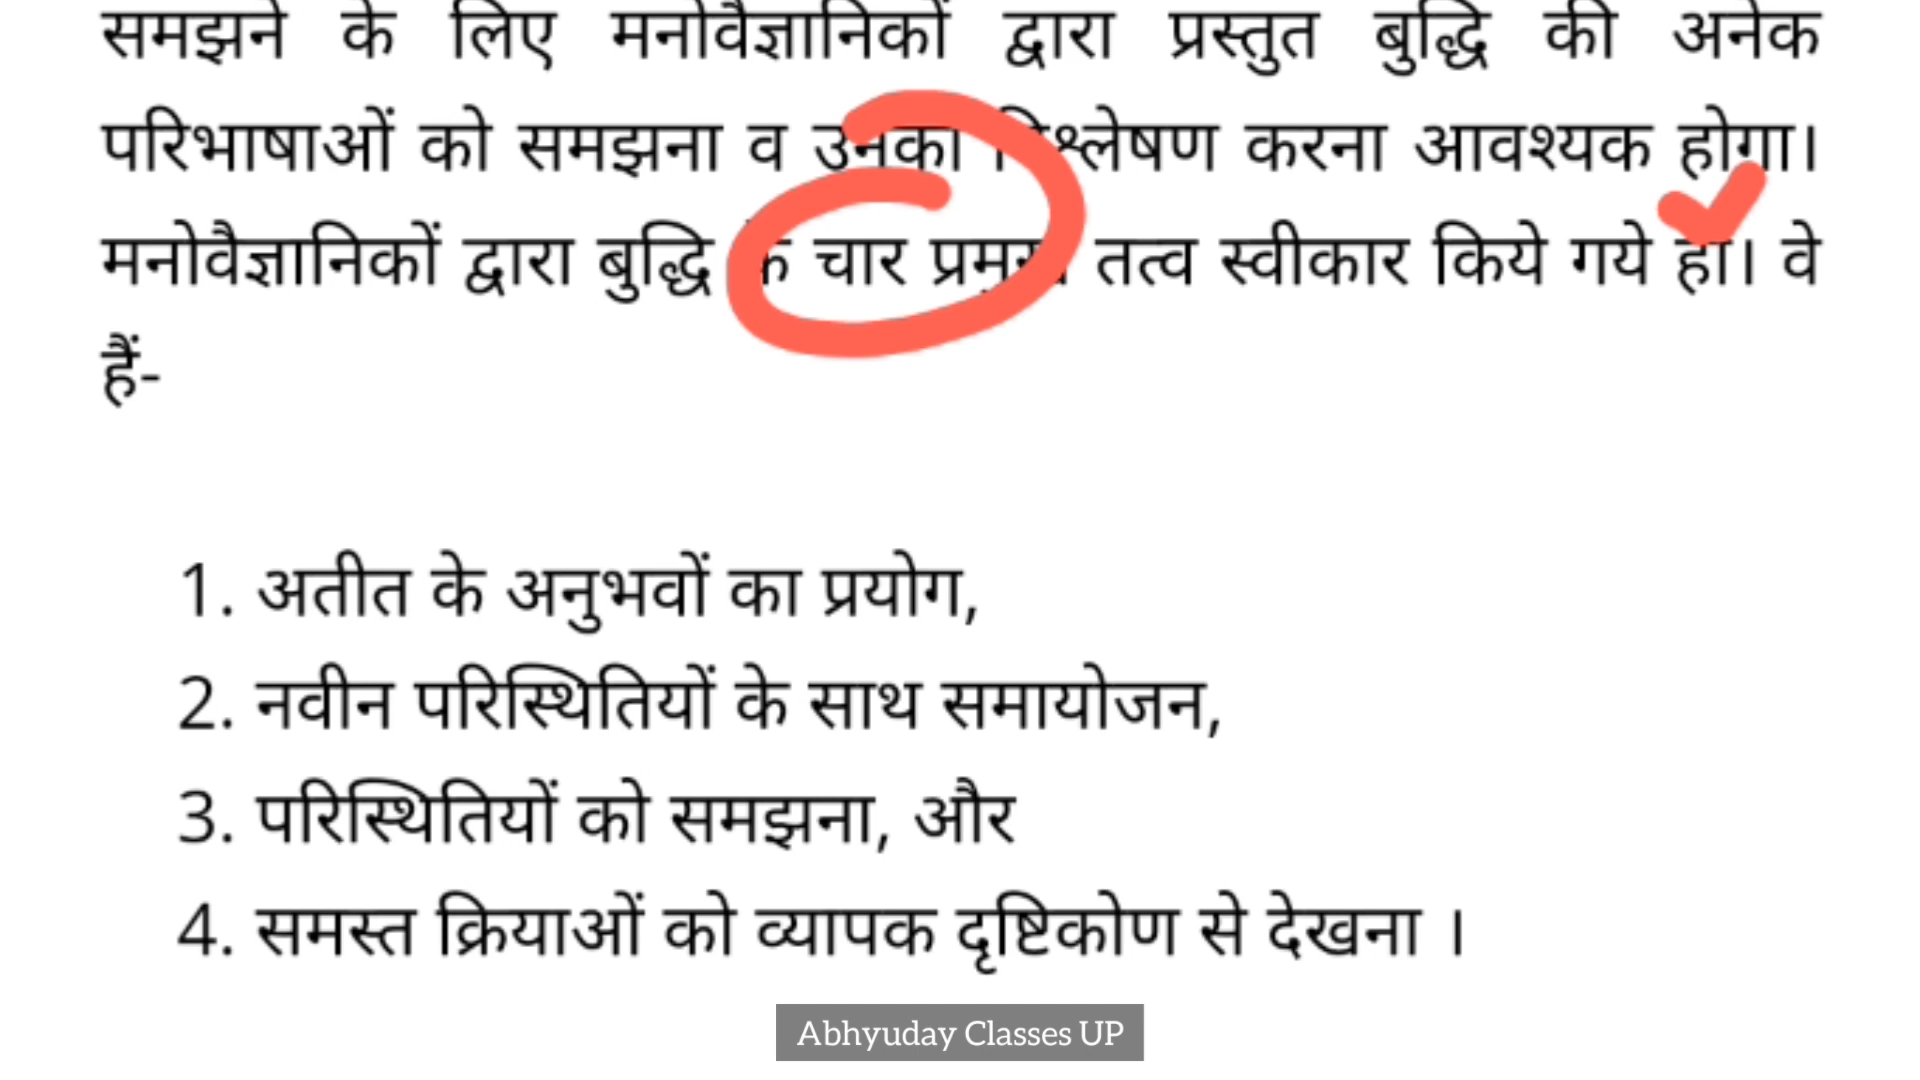 समझने के लिए मनोवैज्ञानिकों द्वारा प्रस्तुत बुद्धि की अनेक
परिभाषाओं को समझना व उनका विश्लेषण करना आवश्यक होगा।
मनोवैज्ञानिकों द्वारा बुद्धि के चार प्रमुख तत्व स्वीकार किये गये हो। वे
हैं-
1. अतीत के अनुभवों का प्रयोग,
2. नवीन परिस्थितियों के साथ समायोजन,
3. परिस्थितियों को समझना, और
4. समस्त क्रियाओं को व्यापक दृष्टिकोण से देखना ।
Abhyuday Classes UP